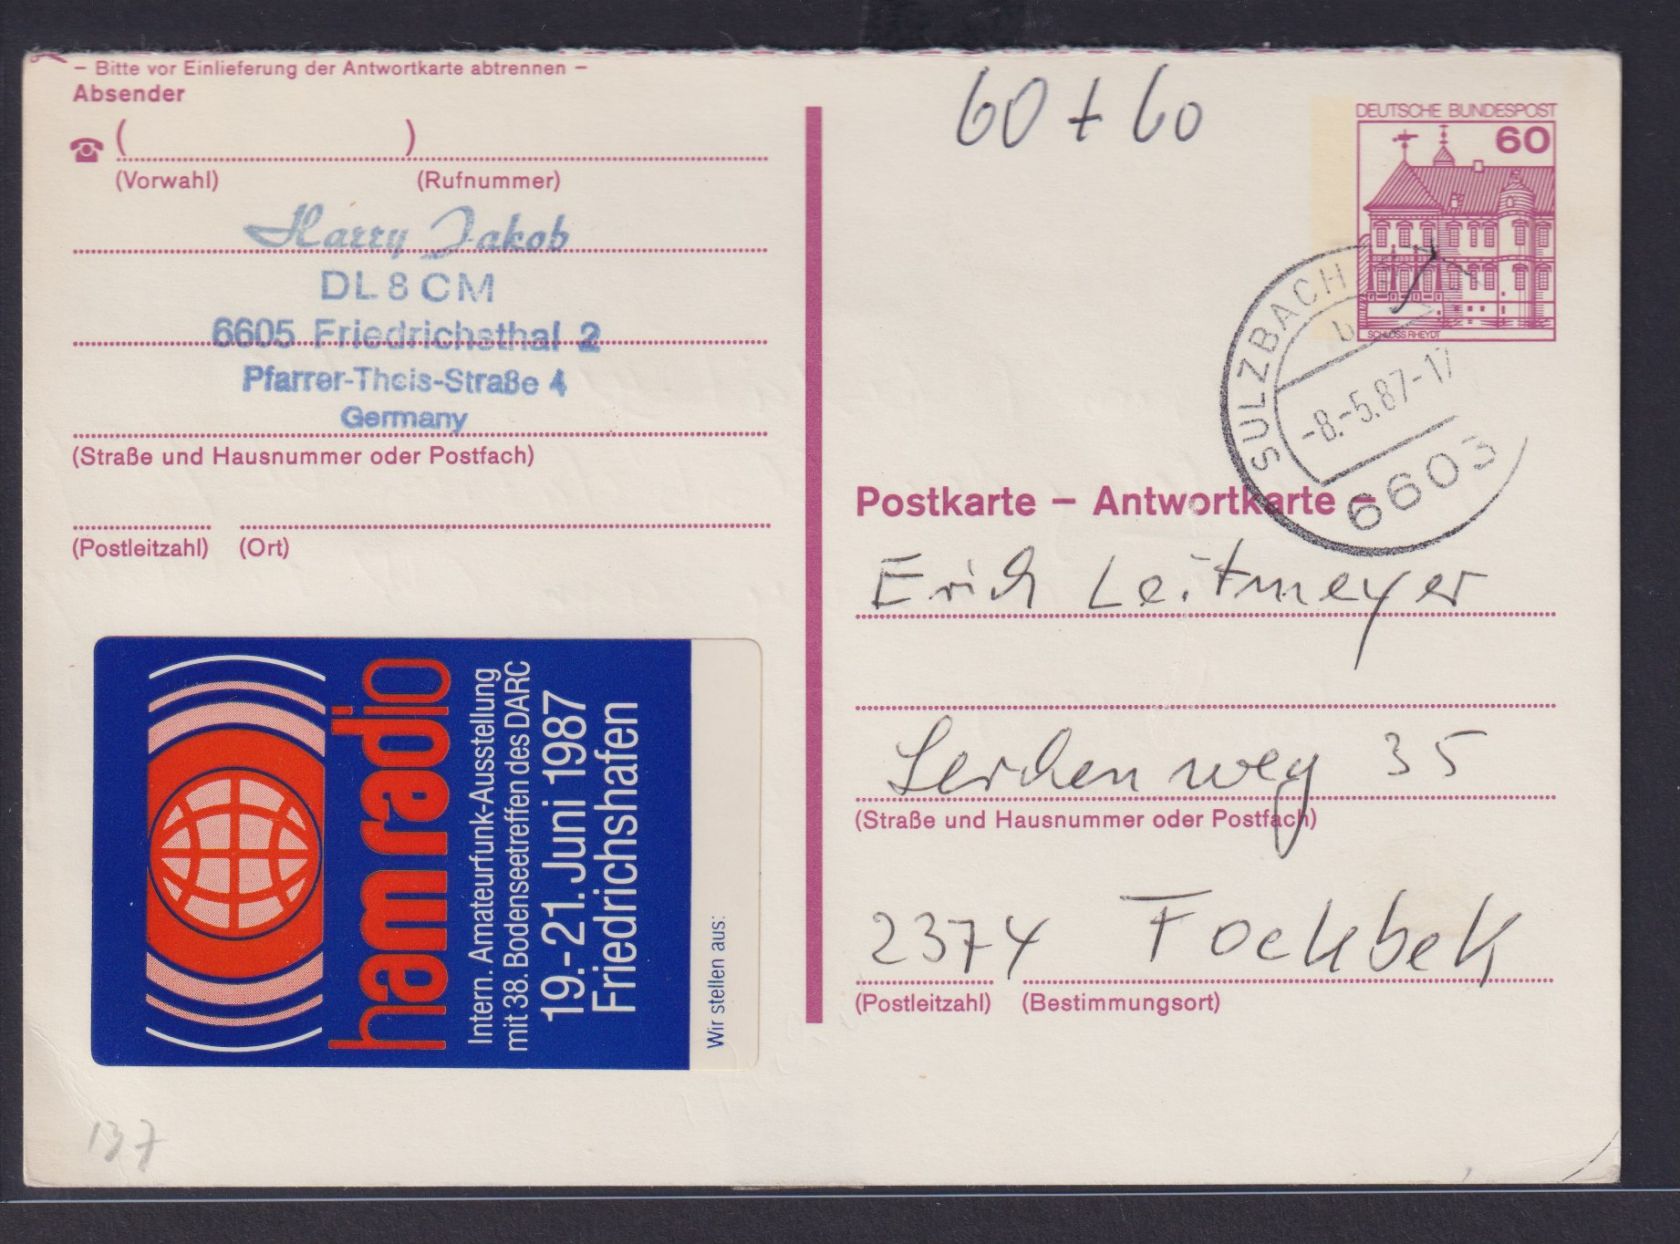 – Bitte vor Einlieferung der Antwortkarte abtrennen –
Absender
( )
(Vorwahl) (Rufnummer)
Harry Jakob
DL8CM
6605 Friedrichsthal 2
Pfarrer-Theis-Straße 4
Germany
(Straße und Hausnummer oder Postfach)
(Postleitzahl) (Ort)
ham radio
Intern. Amateurfunk-Ausstellung
mit 38. Bodenseetreffen des DARC
19.-21. Juni 1987
Friedrichshafen
Wir stellen aus:
137
60 + 60
DEUTSCHE BUNDESPOST
60
SCHLOSS RHEYDT
SULZBACH
b
-8.-5.87-17
6603
Postkarte – Antwortkarte –
Erich Leitmeyer
Lerchenweg 35
(Straße und Hausnummer oder Postfach)
2374 Fockbek
(Postleitzahl) (Bestimmungsort)